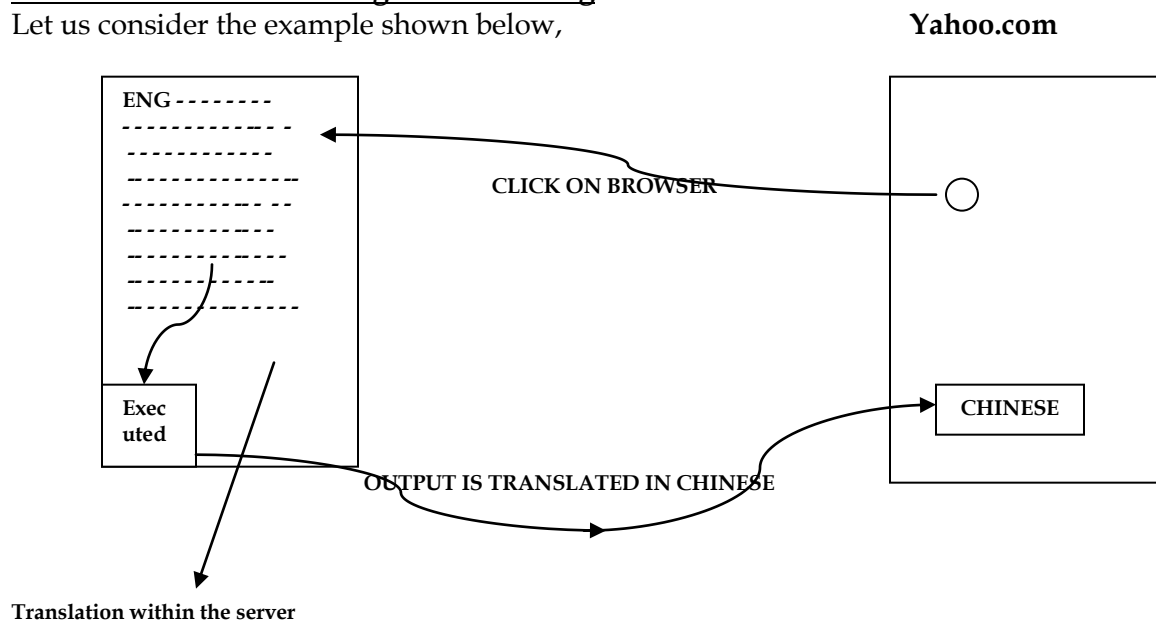 Let us consider the example shown below, Yahoo.com
ENG - - - - - - - -
CLICK ON BROWSER
Exec
uted
CHINESE
OUTPUT IS TRANSLATED IN CHINESE
Translation within the server